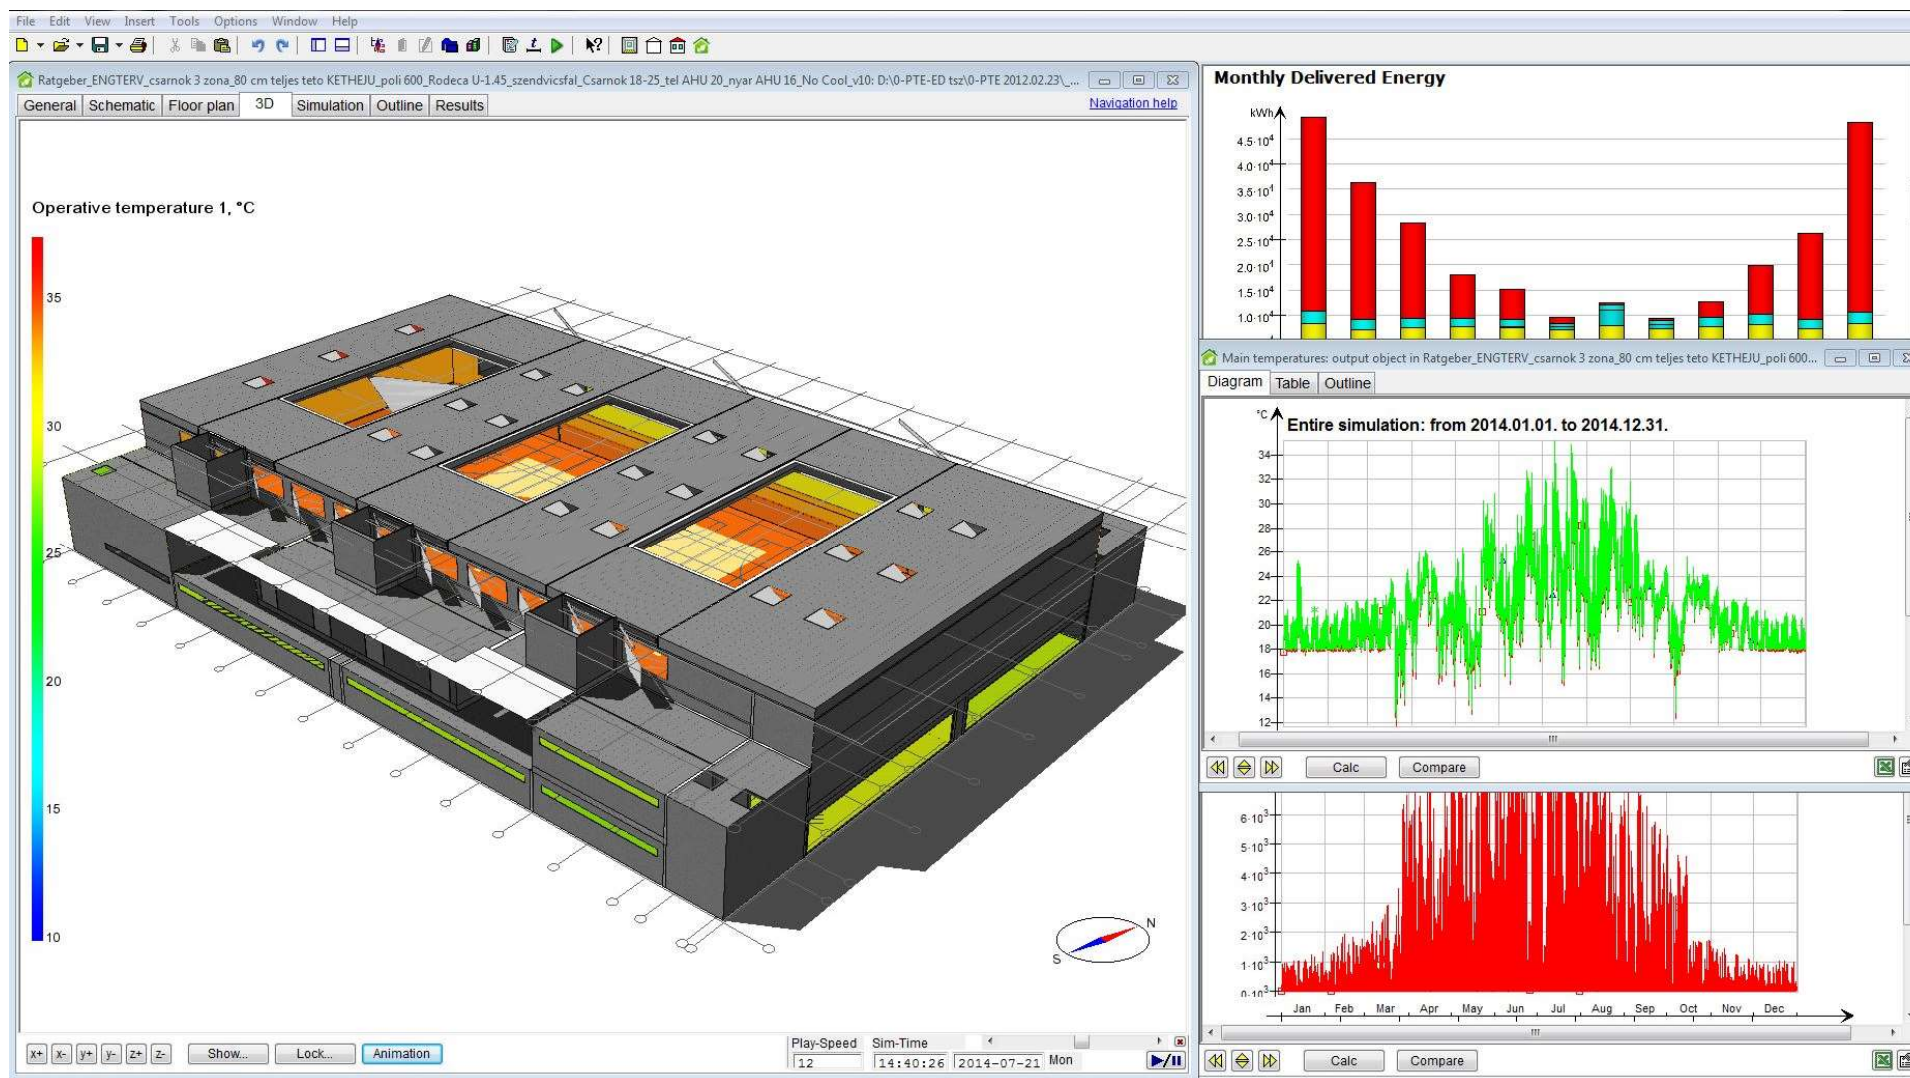 File Edit View Insert Tools Options Window Help
Ratgeber_ENGTERV_csarnok 3 zona_80 cm teljes teto KETHEJU_poli 600_Rodeca U-1.45_szendvicsfal_Csarnok 18-25_tel AHU 20_nyar AHU 16_No Cool_v10: D:\0-PTE-ED tsz\0-PTE 2012.02.23\_...
General Schematic Floor plan 3D Simulation Outline Results Navigation help
Operative temperature 1, °C
35
30
25
20
15
10
N
S
x+ x- y+ y- z+ z- Show... Lock... Animation
Play-Speed Sim-Time
12 14:40:26 2014-07-21 Mon
Monthly Delivered Energy
kWh
4.5·10⁴
4.0·10⁴
3.5·10⁴
3.0·10⁴
2.5·10⁴
2.0·10⁴
1.5·10⁴
1.0·10⁴
Main temperatures: output object in Ratgeber_ENGTERV_csarnok 3 zona_80 cm teljes teto KETHEJU_poli 600...
Diagram Table Outline
°C
Entire simulation: from 2014.01.01. to 2014.12.31.
34
32
30
28
26
24
22
20
18
16
14
12
Calc Compare
6·10³
5·10³
4·10³
3·10³
2·10³
1·10³
0·10³
Jan Feb Mar Apr May Jun Jul Aug Sep Oct Nov Dec
Calc Compare